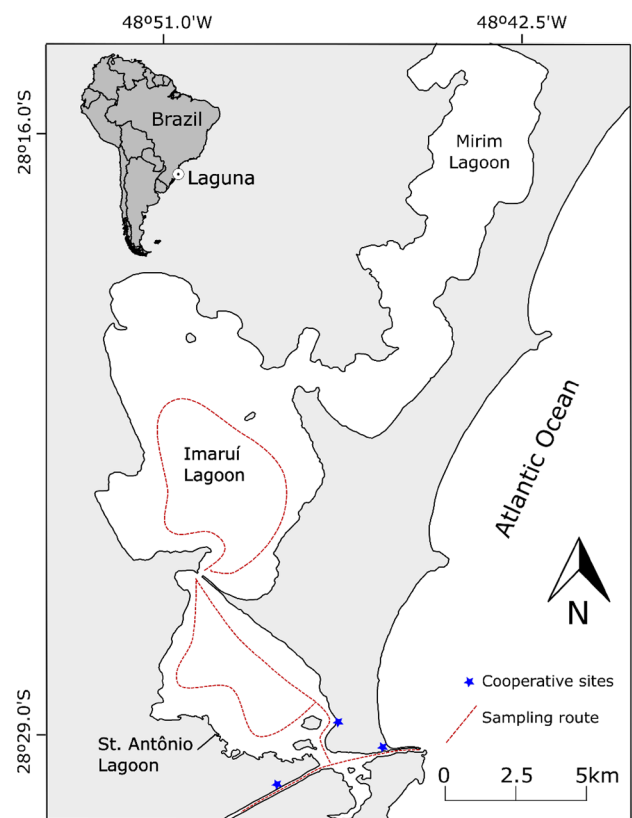 48º51.0'W
48º42.5'W
28º16.0'S
Brazil
Laguna
Mirim
Lagoon
Imaruí
Lagoon
Atlantic Ocean
N
Cooperative sites
Sampling route
28º29.0'S
St. Antônio
Lagoon
0 2.5 5km